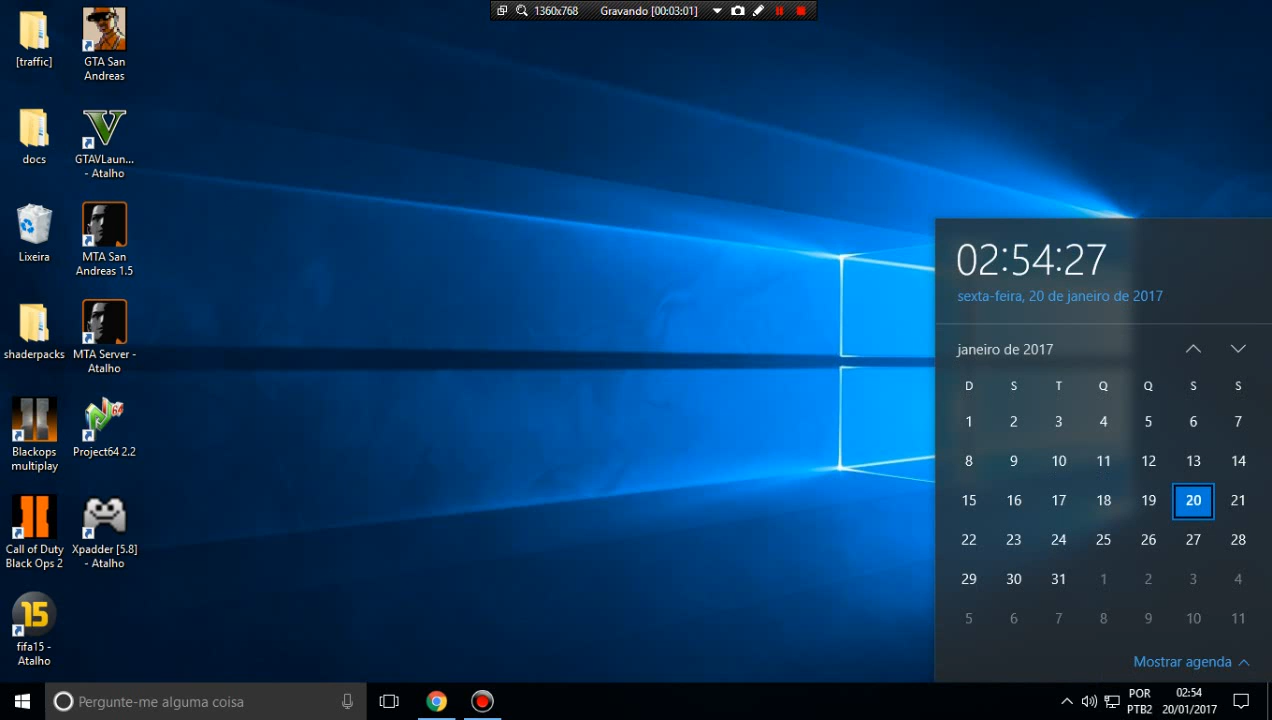 1360x768 Gravando [00:03:01]
[traffic]
GTA San
Andreas
docs
GTAVLaun...
- Atalho
Lixeira
MTA San
Andreas 1.5
shaderpacks
MTA Server -
Atalho
Blackops
multiplay
64
Project64 2.2
Call of Duty
Black Ops 2
Xpadder [5.8]
- Atalho
15
fifa15 -
Atalho
02:54:27
sexta-feira, 20 de janeiro de 2017
janeiro de 2017
D S T Q Q S S
1 2 3 4 5 6 7
8 9 10 11 12 13 14
15 16 17 18 19 20 21
22 23 24 25 26 27 28
29 30 31 1 2 3 4
5 6 7 8 9 10 11
Mostrar agenda
Pergunte-me alguma coisa
POR
PTB2
02:54
20/01/2017